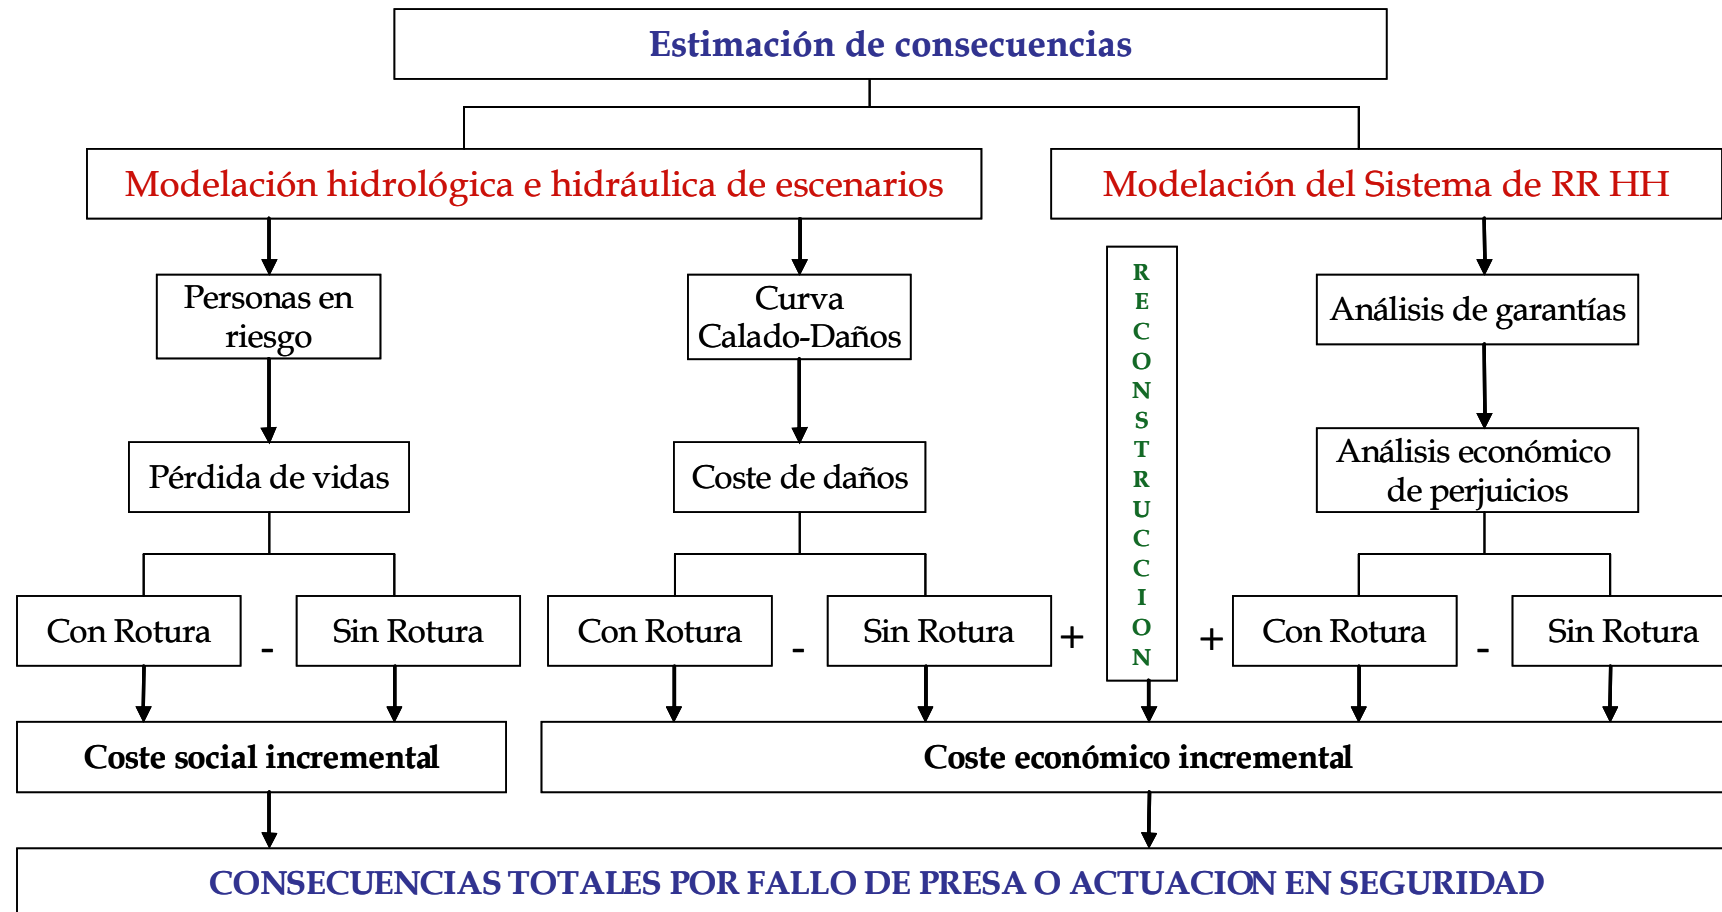 Estimación de consecuencias
Modelación hidrológica e hidráulica de escenarios
Modelación del Sistema de RR HH
Personas en
riesgo
Curva
Calado-Daños
R
E
C
O
N
S
T
R
U
C
C
I
O
N
Análisis de garantías
Pérdida de vidas
Coste de daños
Análisis económico
de perjuicios
Con Rotura
-
Sin Rotura
Con Rotura
-
Sin Rotura
+
+
Con Rotura
-
Sin Rotura
Coste social incremental
Coste económico incremental
CONSECUENCIAS TOTALES POR FALLO DE PRESA O ACTUACION EN SEGURIDAD